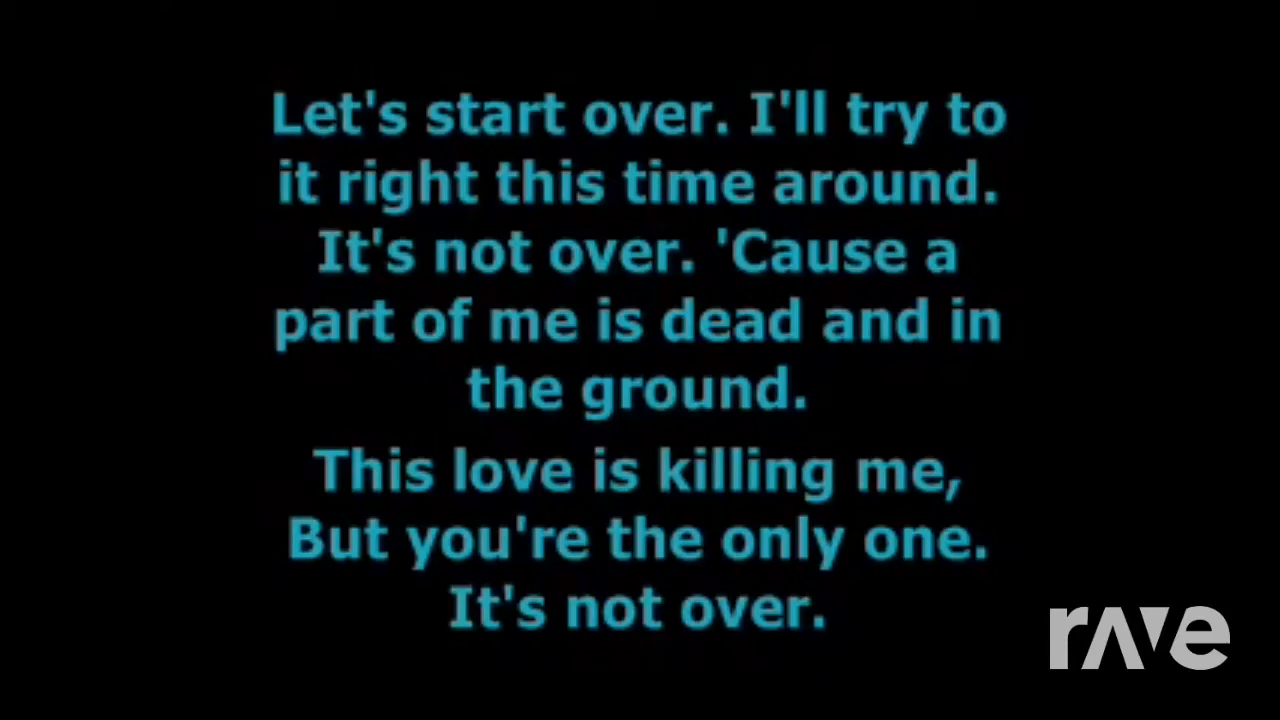 Let's start over. I'll try to
it right this time around.
It's not over. 'Cause a
part of me is dead and in
the ground.
This love is killing me,
But you're the only one.
It's not over.
rave